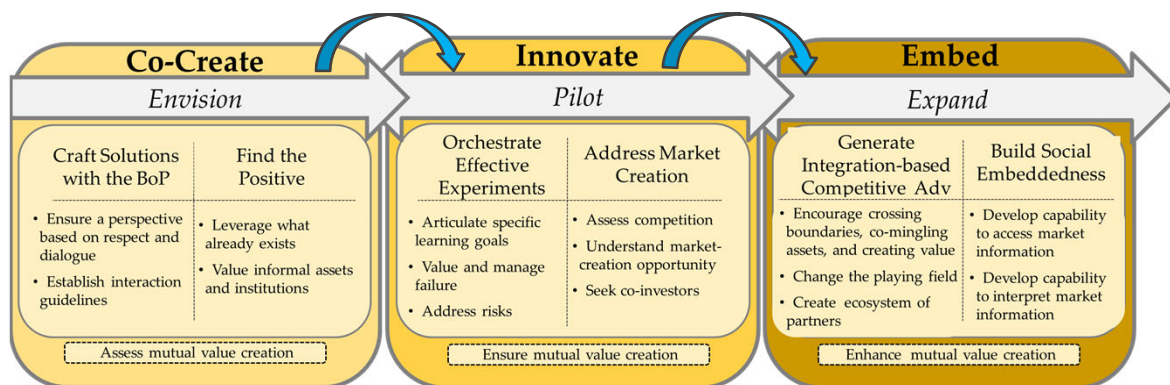 Co-Create
Envision
Craft Solutions
with the BoP
• Ensure a perspective
based on respect and
dialogue
• Establish interaction
guidelines
Find the
Positive
• Leverage what
already exists
• Value informal assets
and institutions
Assess mutual value creation
Innovate
Pilot
Orchestrate
Effective
Experiments
• Articulate specific
learning goals
• Value and manage
failure
• Address risks
Address Market
Creation
• Assess competition
• Understand market-
creation opportunity
• Seek co-investors
Ensure mutual value creation
Embed
Expand
Generate
Integration-based
Competitive Adv
• Encourage crossing
boundaries, co-mingling
assets, and creating value
• Change the playing field
• Create ecosystem of
partners
Build Social
Embeddedness
• Develop capability
to access market
information
• Develop capability
to interpret market
information
Enhance mutual value creation